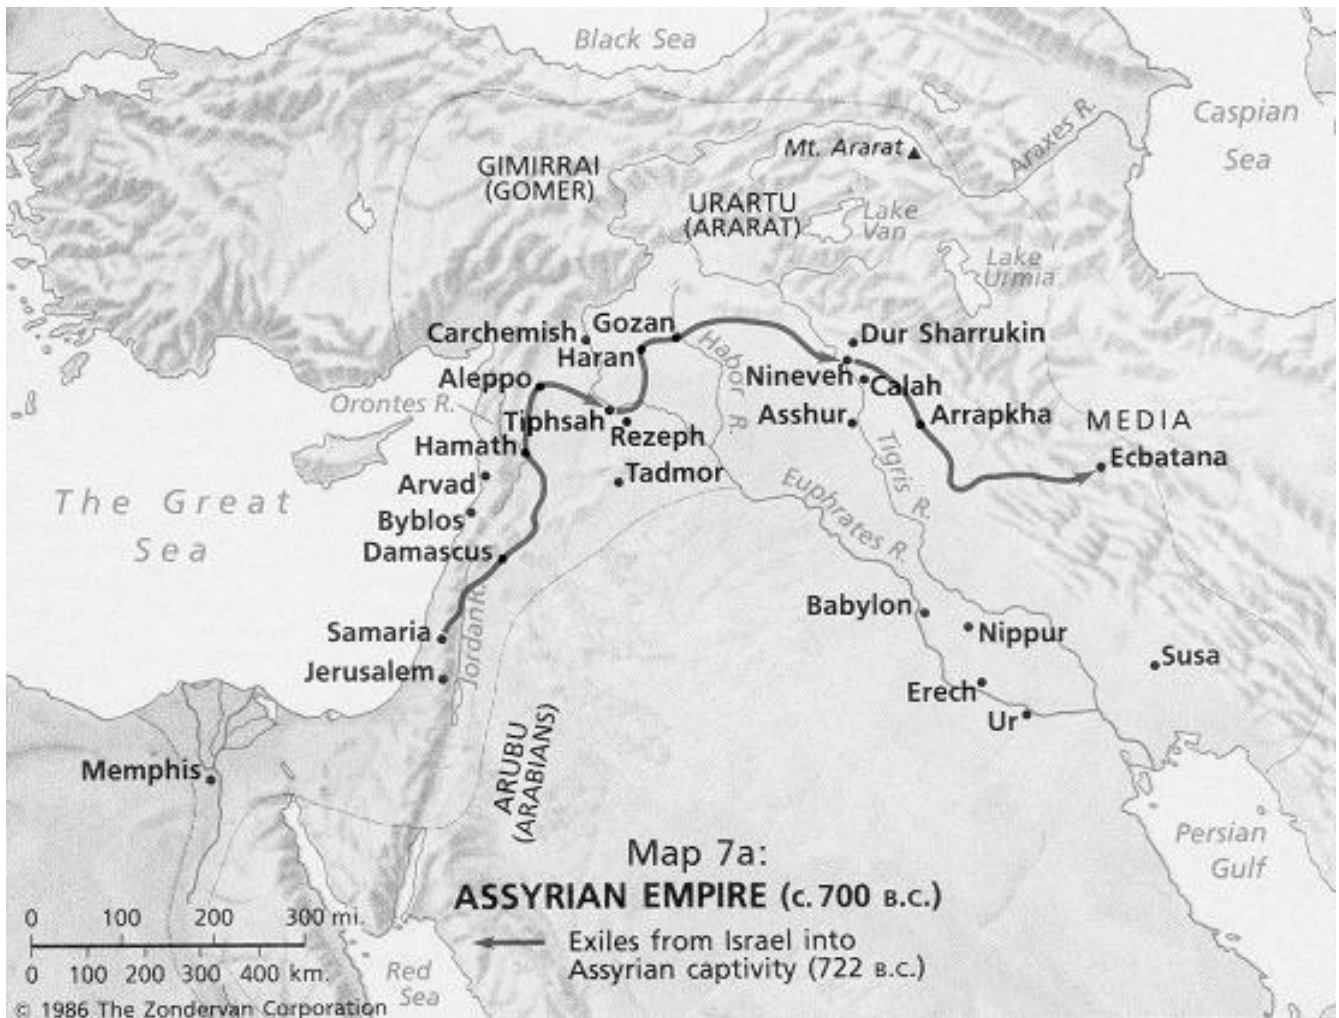 Black Sea
Caspian
Sea
Araxes R.
Mt. Ararat
GIMIRRAI
(GOMER)
URARTU
(ARARAT)
Lake
Van
Lake
Urmia
Carchemish
Gozan
Haran
Dur Sharrukin
Habor R.
Nineveh
Calah
Aleppo
Orontes R.
Tiphsah
Rezeph
Asshur
Arrapkha
MEDIA
Hamath
Ecbatana
Tadmor
Tigris R.
Arvad
Euphrates R.
The Great
Sea
Byblos
Damascus
Babylon
Nippur
Samaria
Jordan R.
Jerusalem
Susa
Erech
Ur
Memphis
ARUBU
(ARABIANS)
Persian
Gulf
Map 7a:
ASSYRIAN EMPIRE (c. 700 B.C.)
Exiles from Israel into
Assyrian captivity (722 B.C.)
0 100 200 300 mi.
0 100 200 300 400 km.
Red
Sea
© 1986 The Zondervan Corporation